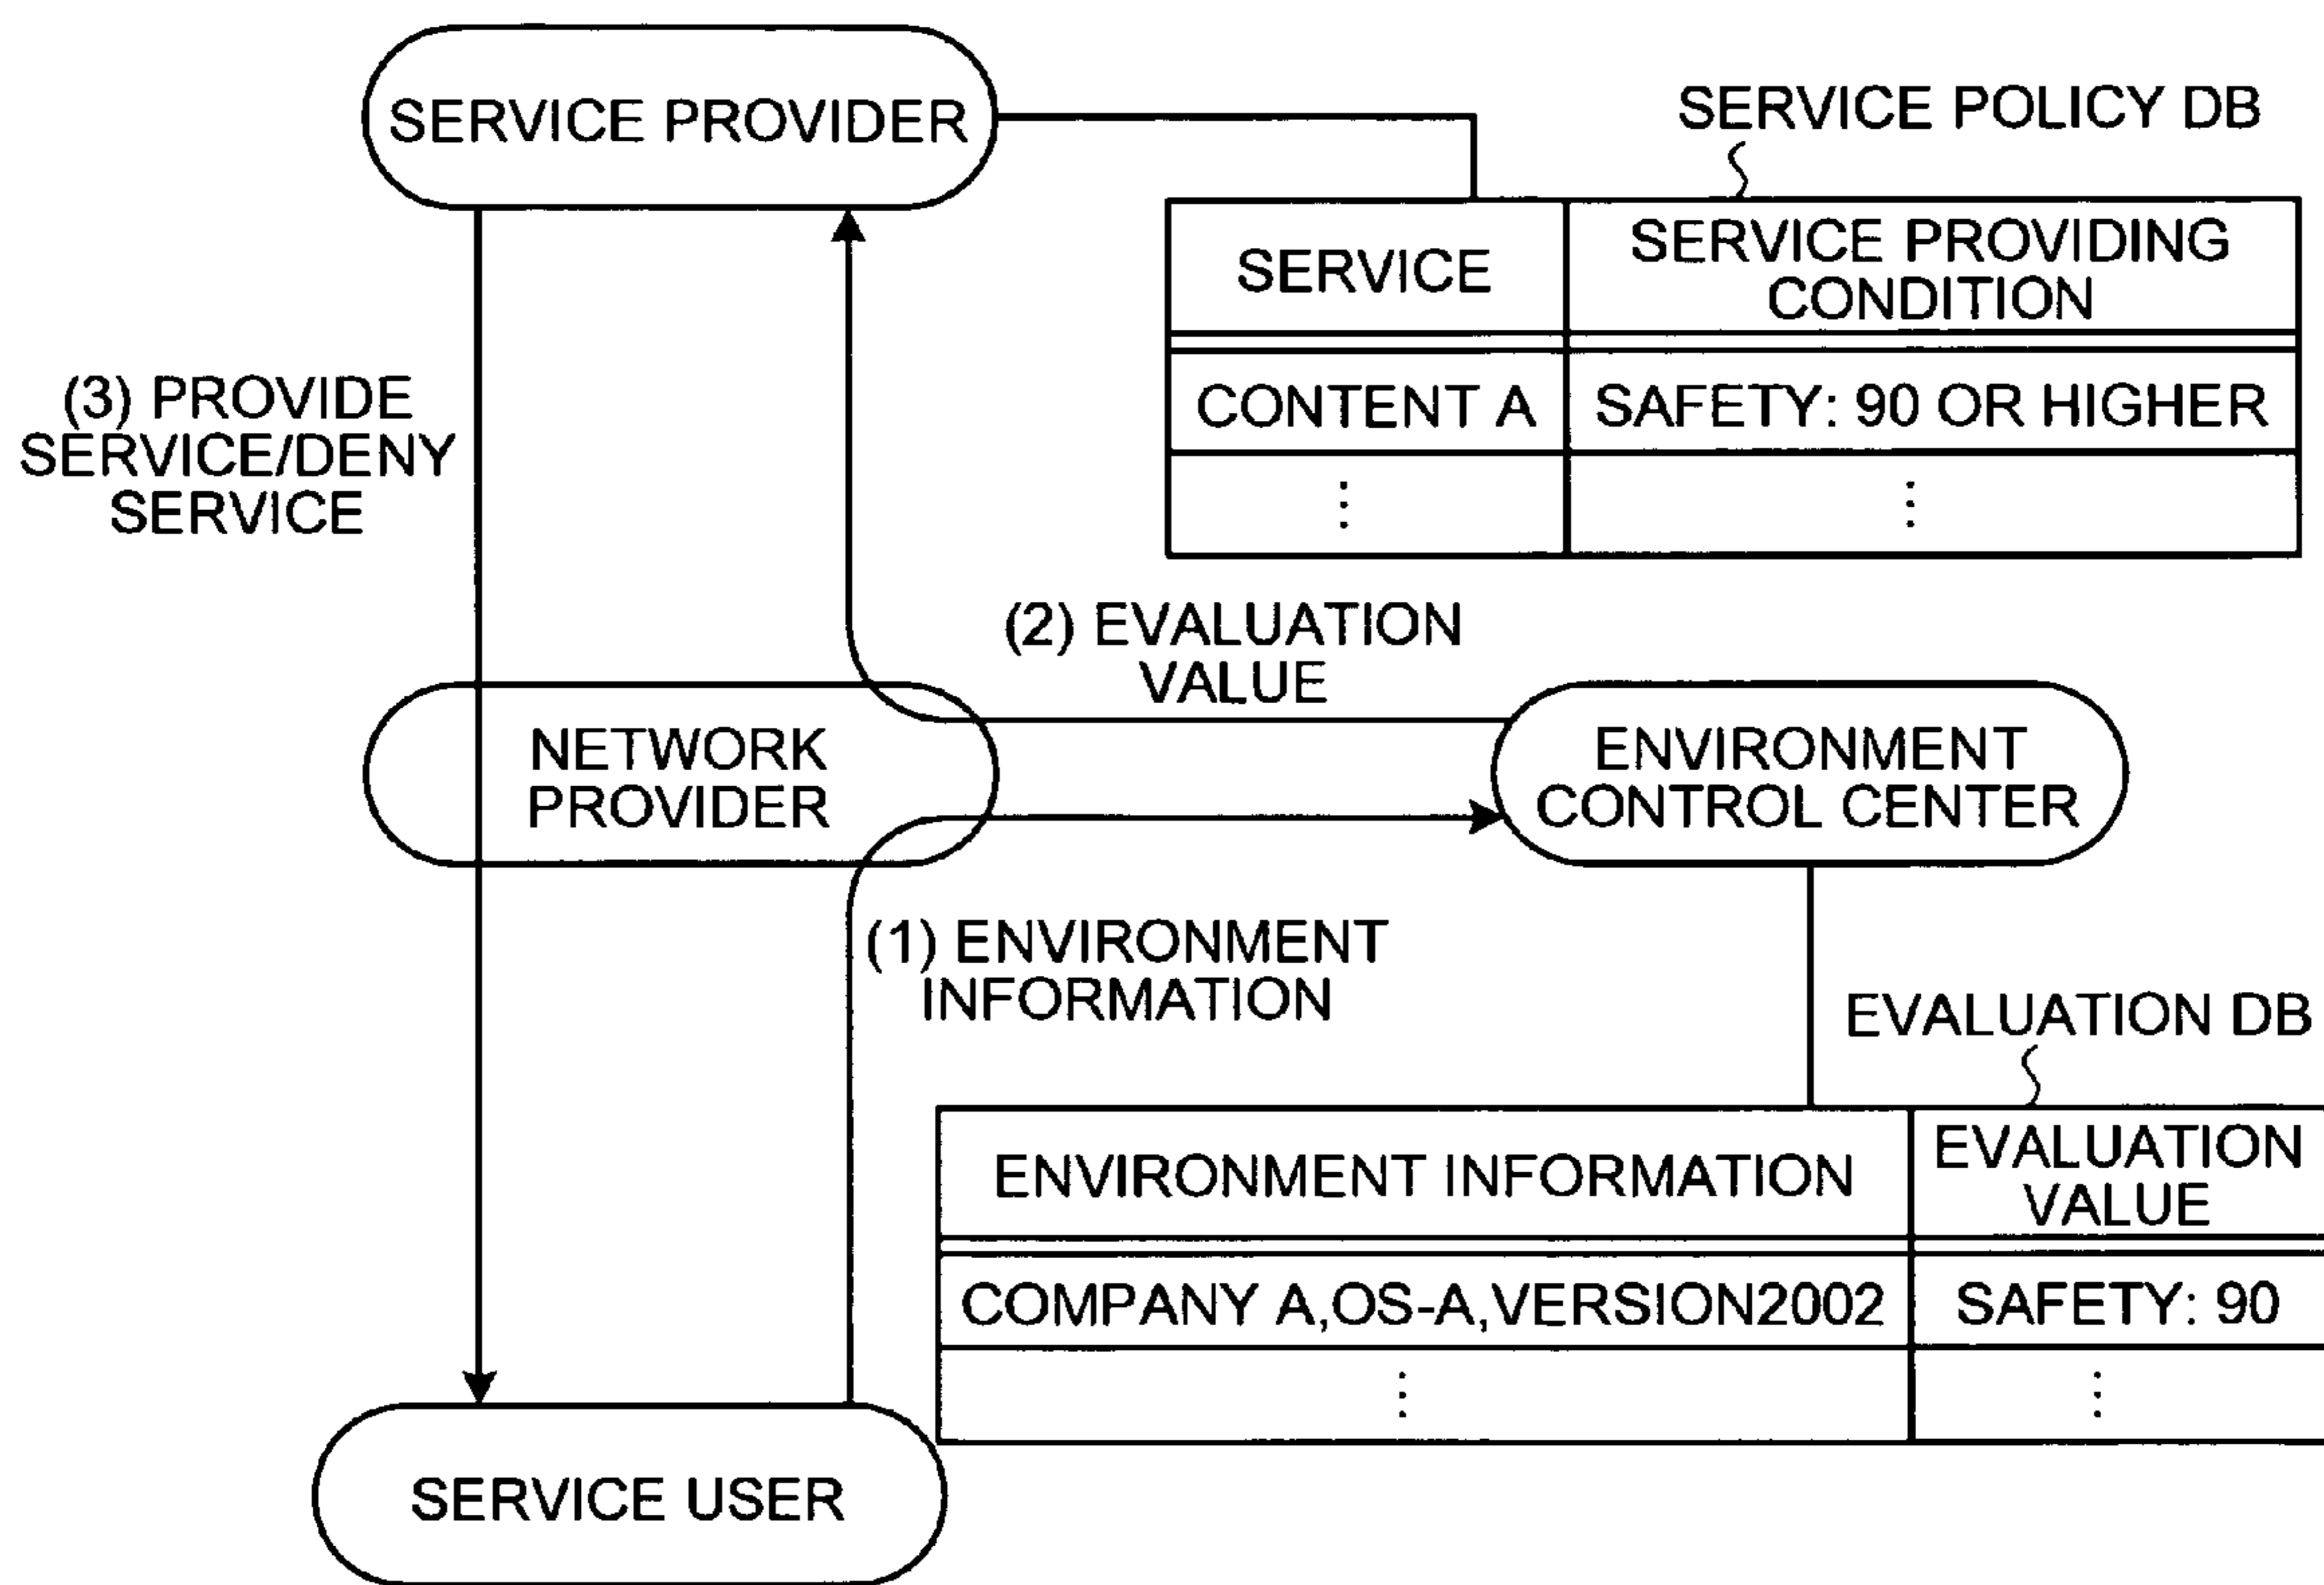 SERVICE PROVIDER
SERVICE POLICY DB
SERVICE
SERVICE PROVIDING
CONDITION
CONTENT A
SAFETY: 90 OR HIGHER
⋮
⋮
(3) PROVIDE
SERVICE/DENY
SERVICE
(2) EVALUATION
VALUE
NETWORK
PROVIDER
ENVIRONMENT
CONTROL CENTER
(1) ENVIRONMENT
INFORMATION
EVALUATION DB
ENVIRONMENT INFORMATION
EVALUATION
VALUE
COMPANY A,OS-A,VERSION2002
SAFETY: 90
⋮
⋮
SERVICE USER